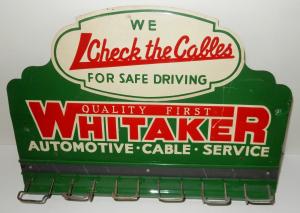 WE
Check the Cables
FOR SAFE DRIVING
QUALITY FIRST
WHITAKER ®
AUTOMOTIVE · CABLE · SERVICE